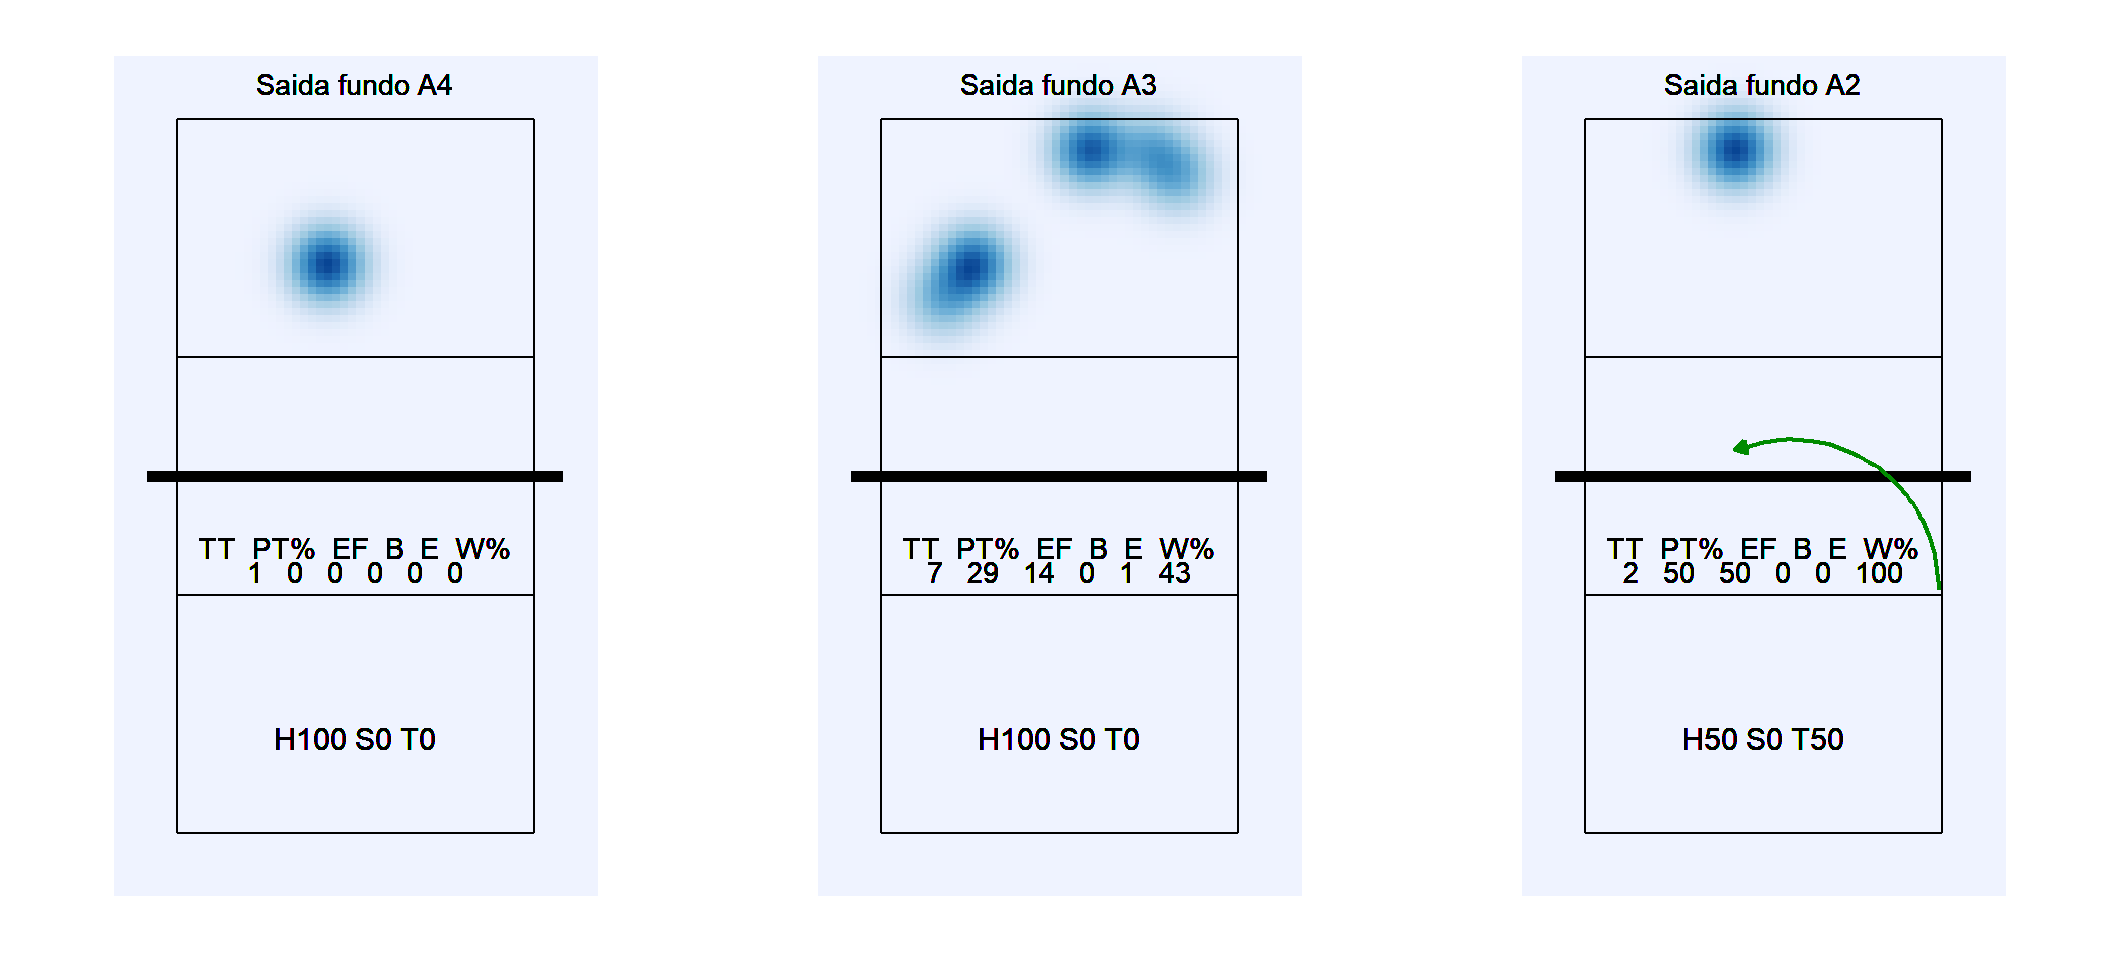 Saida fundo A4
TT PT% EF B E W%
1 0 0 0 0 0
H100 S0 T0
Saida fundo A3
TT PT% EF B E W%
7 29 14 0 1 43
H100 S0 T0
Saida fundo A2
TT PT% EF B E W%
2 50 50 0 0 100
H50 S0 T50